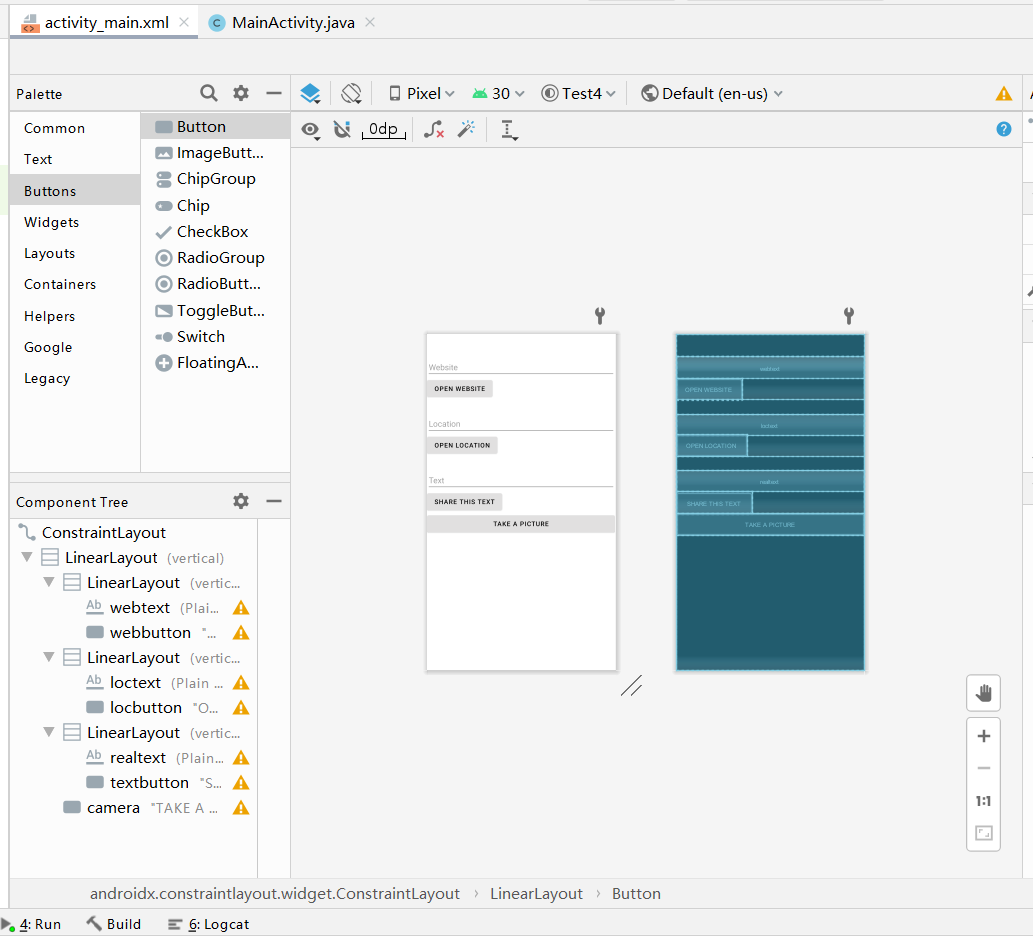 activity_main.xml
MainActivity.java
Palette
Pixel
30
Test4
Default (en-us)
0dp
Common
Text
Buttons
Widgets
Layouts
Containers
Helpers
Google
Legacy
Button
ImageButt...
ChipGroup
Chip
CheckBox
RadioGroup
RadioButt...
ToggleBut...
Switch
FloatingA...
Website
OPEN WEBSITE
Location
OPEN LOCATION
Text
SHARE THIS TEXT
TAKE A PICTURE
webtext
OPEN WEBSITE
loctext
OPEN LOCATION
realtext
SHARE THIS TEXT
TAKE A PICTURE
Component Tree
ConstraintLayout
LinearLayout (vertical)
LinearLayout (vertic...
Ab webtext (Plai...
webbutton "...
LinearLayout (vertic...
Ab loctext (Plain ...
locbutton "O...
LinearLayout (vertic...
Ab realtext (Plain...
textbutton "S...
camera "TAKE A ...
1:1
androidx.constraintlayout.widget.ConstraintLayout › LinearLayout › Button
4: Run
Build
6: Logcat